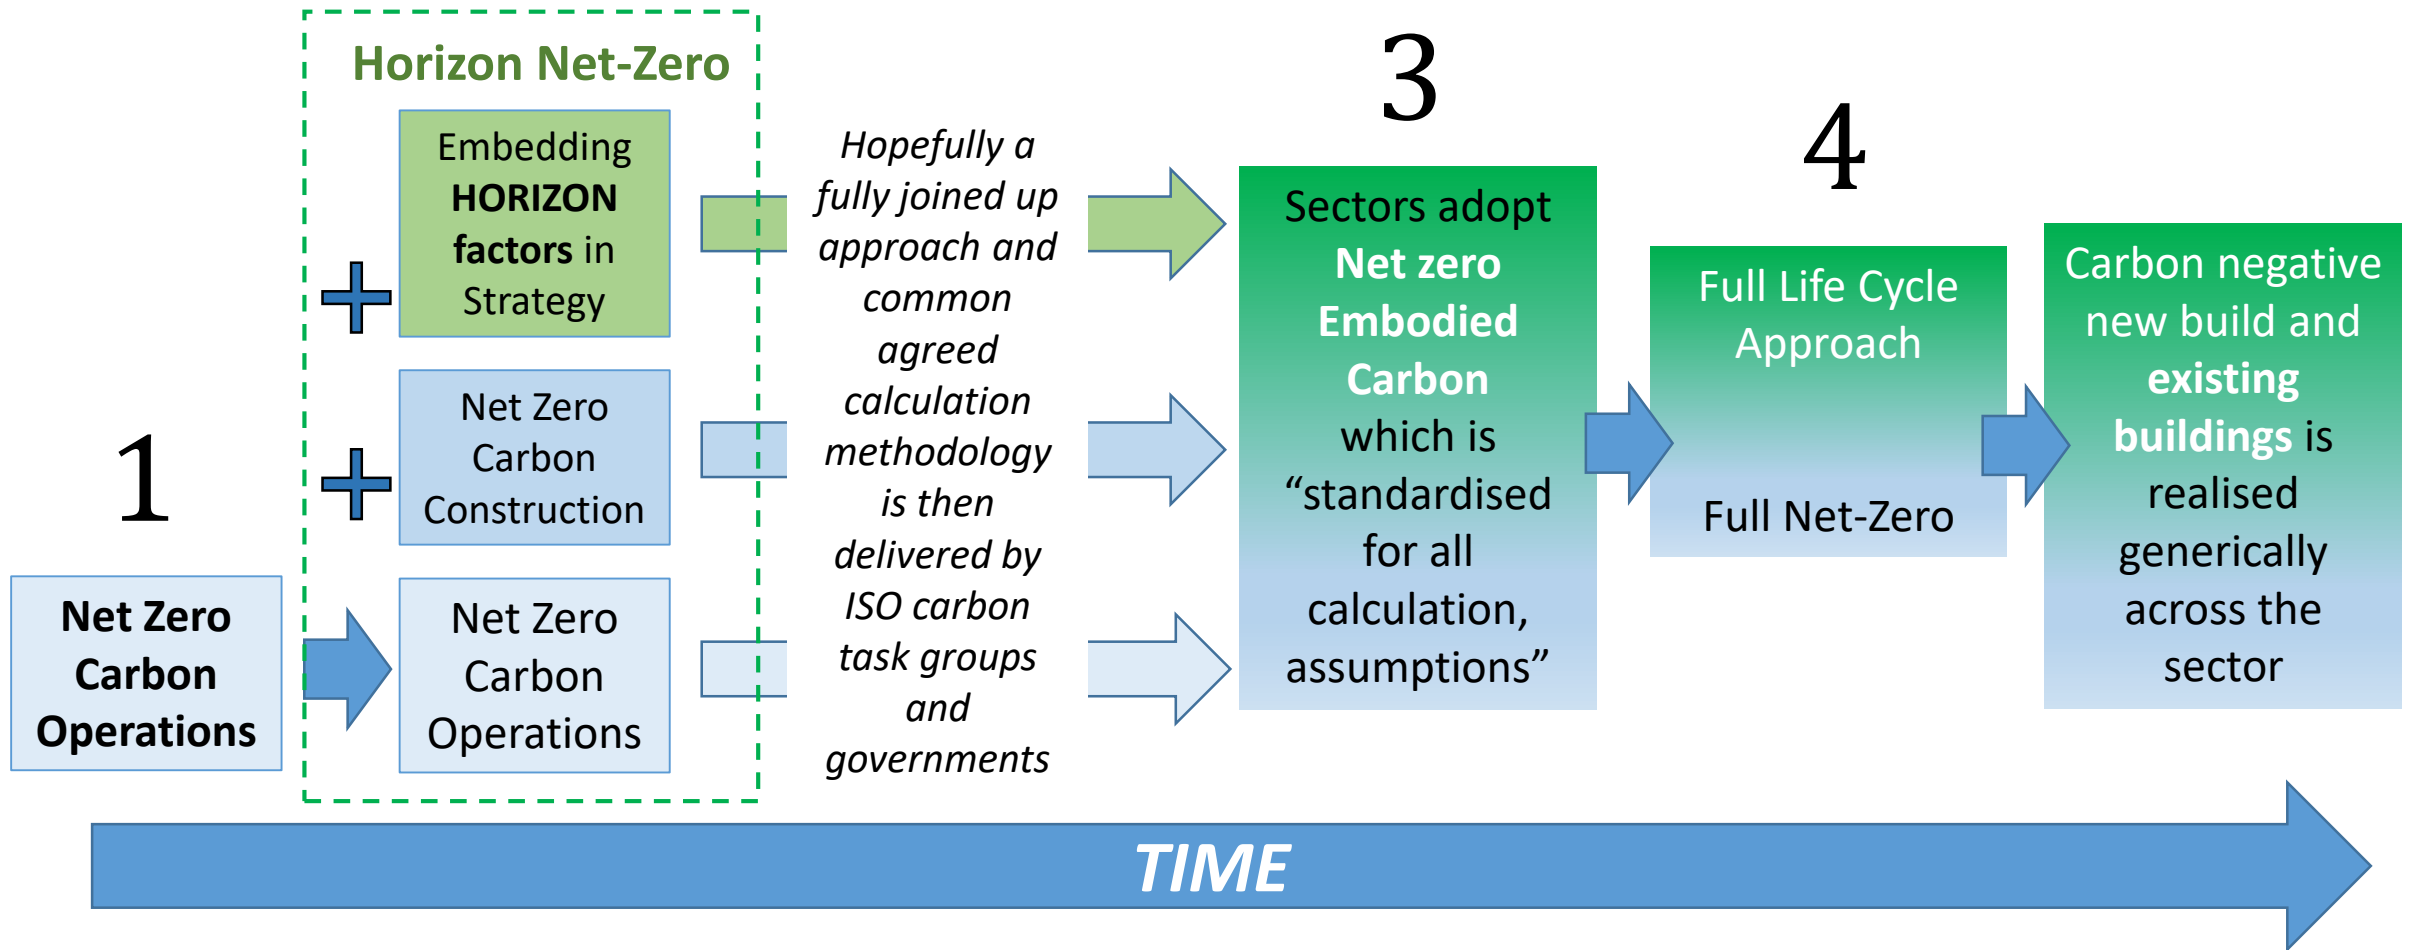 1
Net Zero
Carbon
Operations
Horizon Net-Zero
Embedding
HORIZON
factors in
Strategy
Net Zero
Carbon
Construction
Net Zero
Carbon
Operations
Hopefully a
fully joined up
approach and
common
agreed
calculation
methodology
is then
delivered by
ISO carbon
task groups
and
governments
3
Sectors adopt
Net zero
Embodied
Carbon
which is
“standardised
for all
calculation,
assumptions”
4
Full Life Cycle
Approach
Full Net-Zero
Carbon negative
new build and
existing
buildings is
realised
generically
across the
sector
TIME